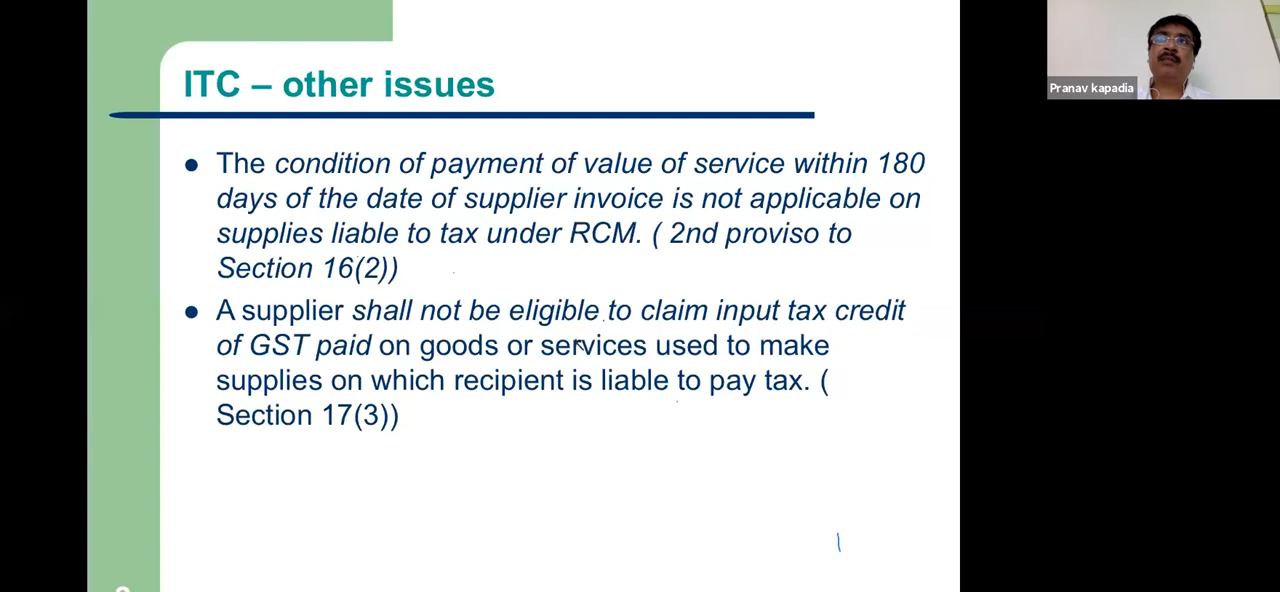 ITC – other issues
● The condition of payment of value of service within 180
days of the date of supplier invoice is not applicable on
supplies liable to tax under RCM. ( 2nd proviso to
Section 16(2))
● A supplier shall not be eligible to claim input tax credit
of GST paid on goods or services used to make
supplies on which recipient is liable to pay tax. (
Section 17(3))
Pranav kapadia